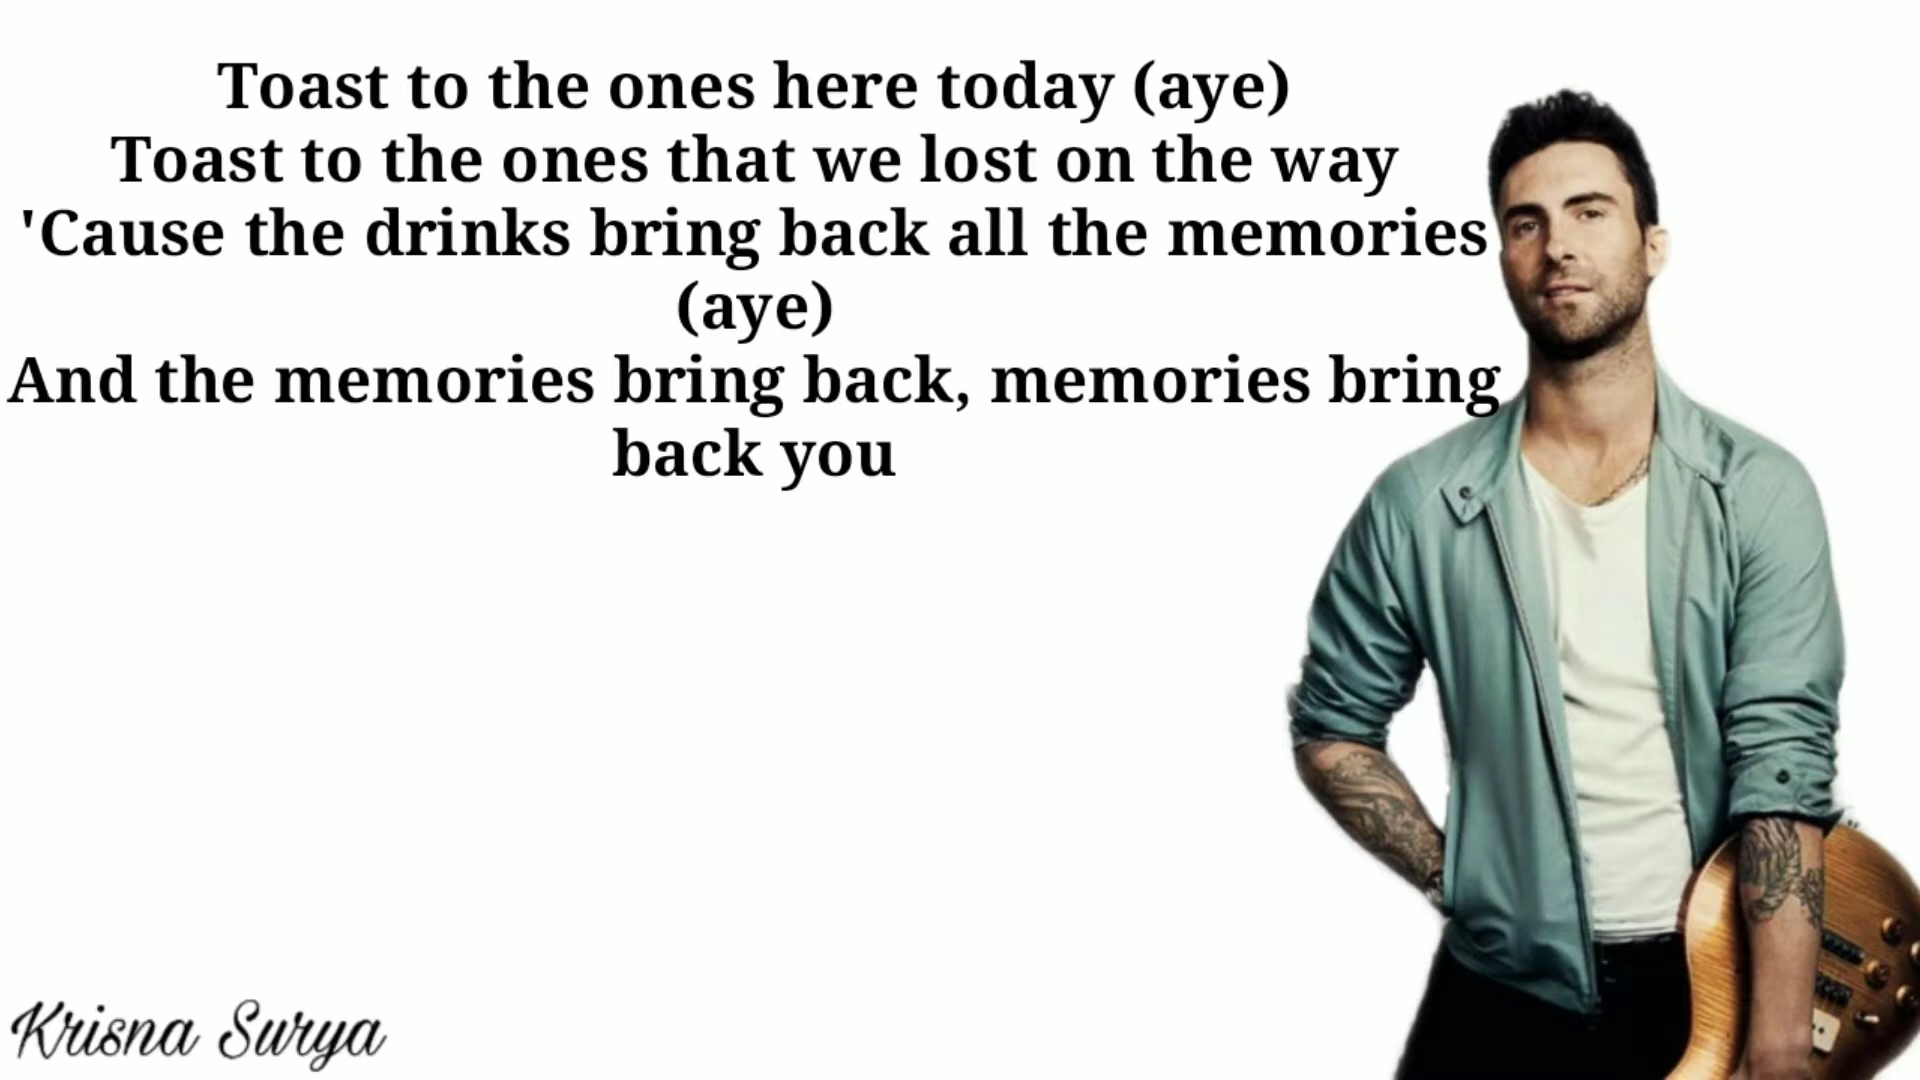 Toast to the ones here today (aye)
Toast to the ones that we lost on the way
'Cause the drinks bring back all the memories
(aye)
And the memories bring back, memories bring
back you
Krisna Surya